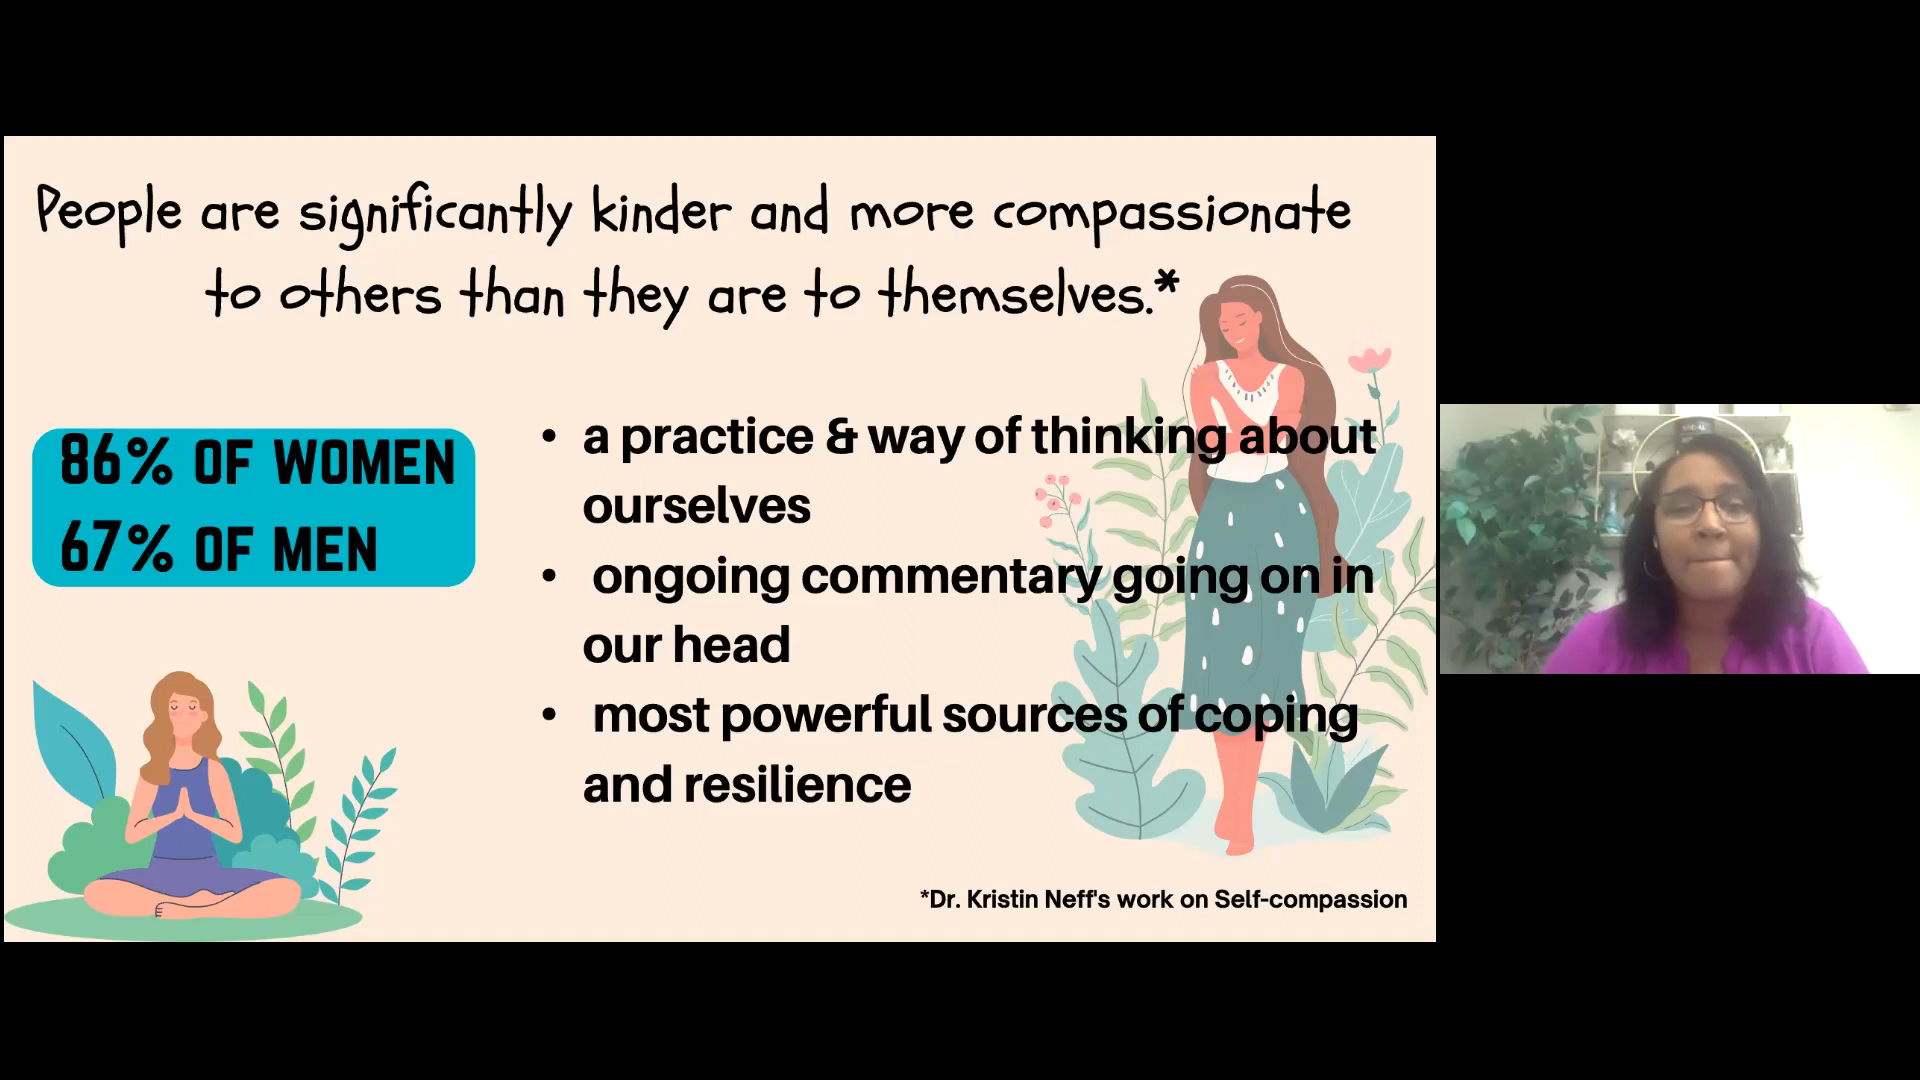 People are significantly kinder and more compassionate
to others than they are to themselves.*
86% OF WOMEN
67% OF MEN
• a practice & way of thinking about
ourselves
• ongoing commentary going on in
our head
• most powerful sources of coping
and resilience
*Dr. Kristin Neff's work on Self-compassion